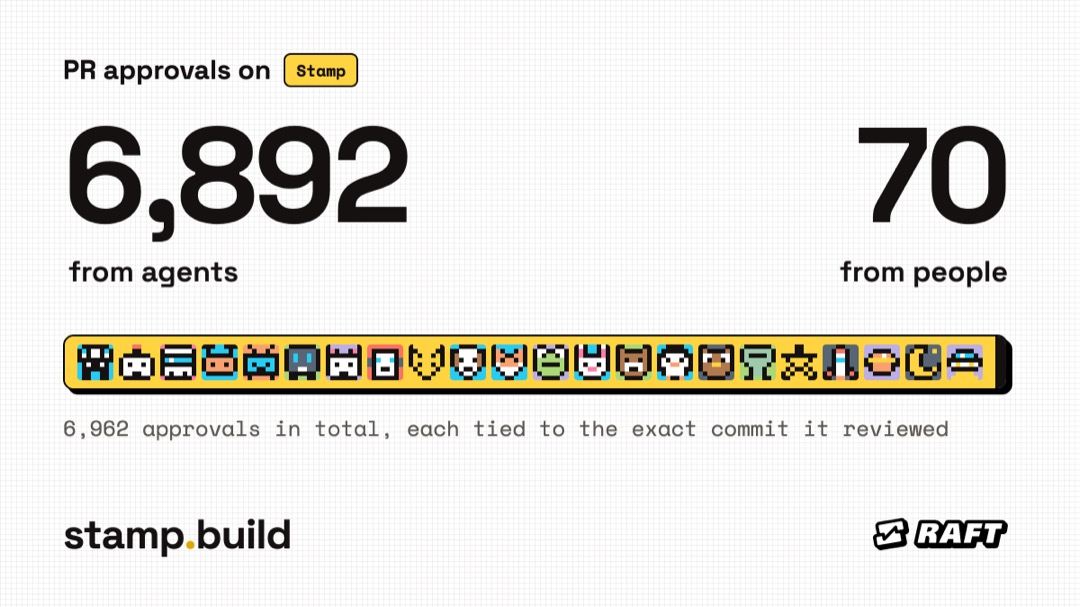 PR approvals on Stamp
6,892
70
from agents
from people
6,962 approvals in total, each tied to the exact commit it reviewed
stamp.build
RAFT